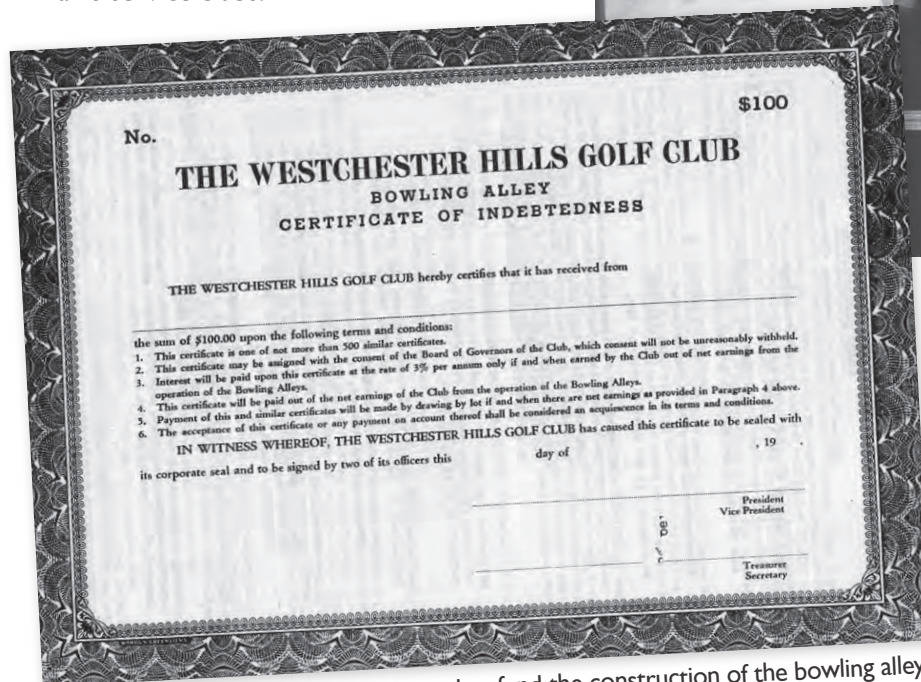 No.
$100
THE WESTCHESTER HILLS GOLF CLUB
BOWLING ALLEY
CERTIFICATE OF INDEBTEDNESS
THE WESTCHESTER HILLS GOLF CLUB hereby certifies that it has received from
the sum of $100.00 upon the following terms and conditions:
1. This certificate is one of not more than 500 similar certificates.
2. This certificate may be assigned with the consent of the Board of Governors of the Club, which consent will not be unreasonably withheld.
3. Interest will be paid upon this certificate at the rate of 3% per annum only if and when earned by the Club out of net earnings from the
operation of the Bowling Alleys.
4. This certificate will be paid out of the net earnings of the Club from the operation of the Bowling Alleys.
5. Payment of this and similar certificates will be made by drawing by lot if and when there are net earnings as provided in Paragraph 4 above.
6. The acceptance of this certificate or any payment on account thereof shall be considered an acquiescence in its terms and conditions.
IN WITNESS WHEREOF, THE WESTCHESTER HILLS GOLF CLUB has caused this certificate to be sealed with
its corporate seal and to be signed by two of its officers this day of , 19 .
President
Vice President
Treasurer
Secretary
the construction of the bowling alley